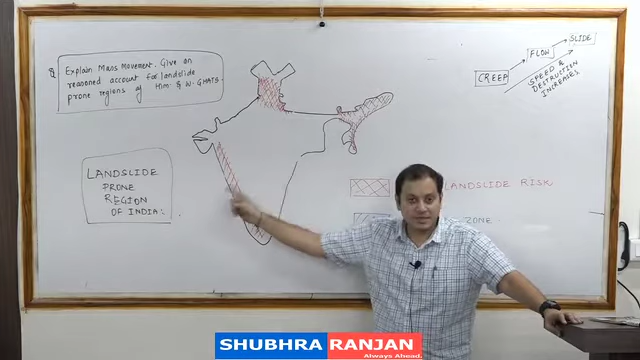 Q Explain Mass Movement. Give an
reasoned account for landslide
prone regions of Him. & W. GHATS.
LANDSLIDE
PRONE
REGION
OF INDIA:
CREEP
FLOW
SLIDE
SPEED &
DESTRUCTION
INCREASES
LANDSLIDE RISK
ZONE
SHUBHRA RANJAN
Always Ahead.